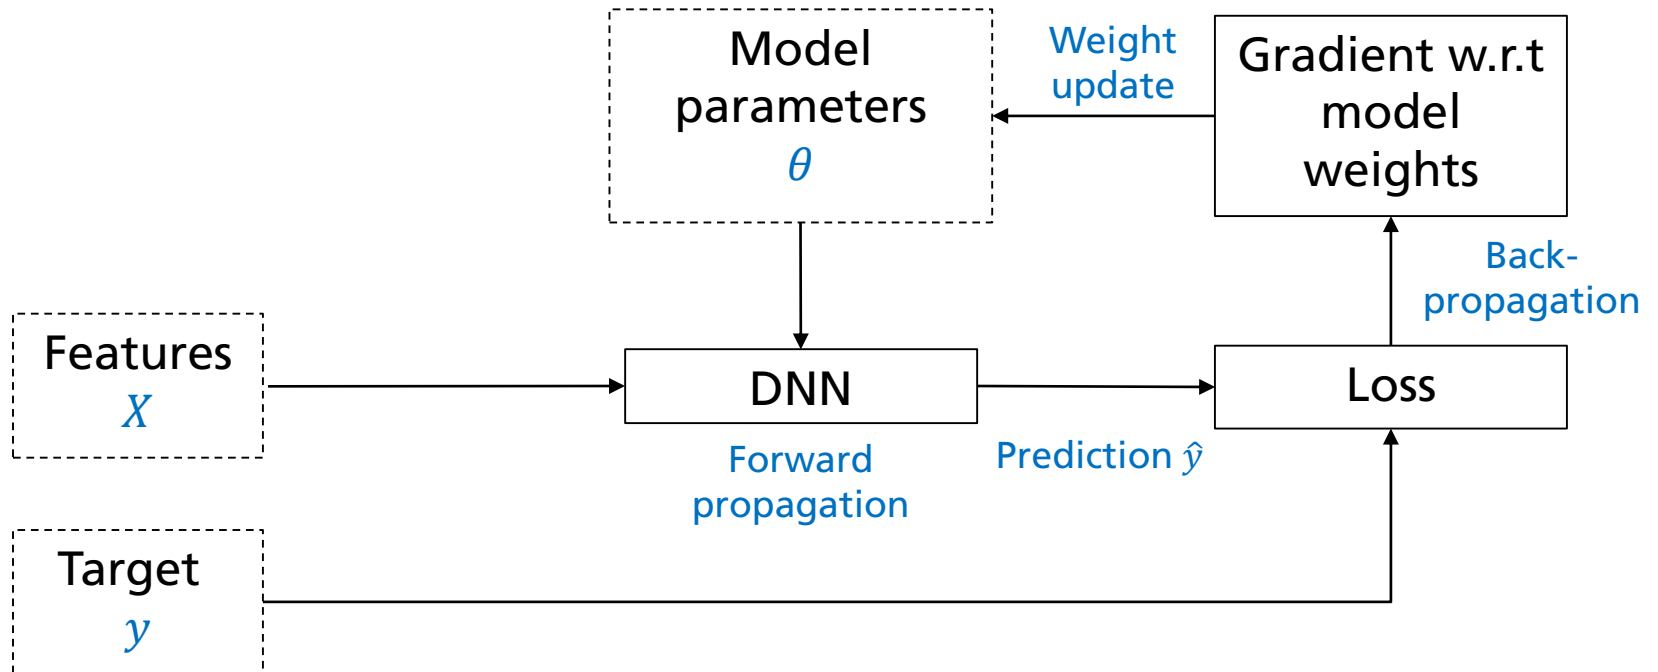 Model
parameters
θ
Weight
update
Gradient w.r.t
model
weights
Back-
propagation
Features
X
DNN
Loss
Forward
propagation
Prediction ŷ
Target
y